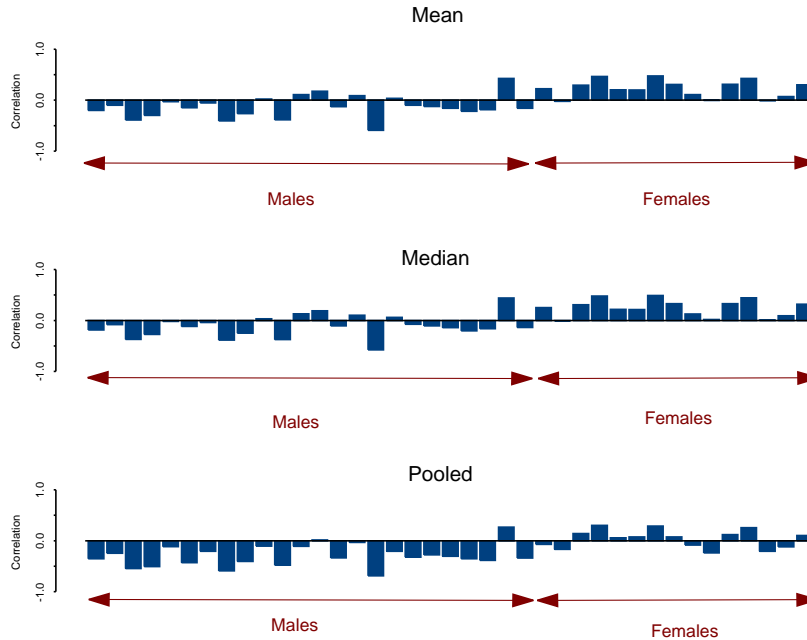 Mean
1.0
0.0
-1.0
Correlation
Males
Females
Median
1.0
0.0
-1.0
Correlation
Males
Females
Pooled
1.0
0.0
-1.0
Correlation
Males
Females